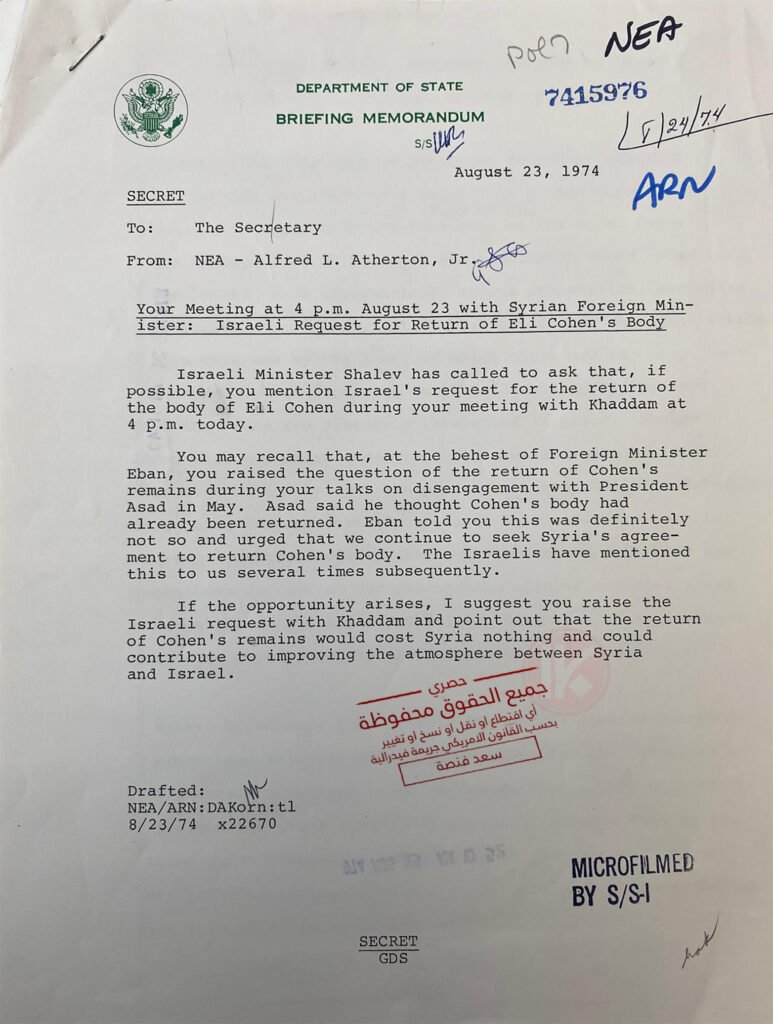 POL7 NEA
DEPARTMENT OF STATE
BRIEFING MEMORANDUM
S/S
7415976
8/24/74
August 23, 1974
ARN
SECRET
To: The Secretary
From: NEA - Alfred L. Atherton, Jr.
Your Meeting at 4 p.m. August 23 with Syrian Foreign Min-
ister: Israeli Request for Return of Eli Cohen's Body
Israeli Minister Shalev has called to ask that, if
possible, you mention Israel's request for the return of
the body of Eli Cohen during your meeting with Khaddam at
4 p.m. today.
You may recall that, at the behest of Foreign Minister
Eban, you raised the question of the return of Cohen's
remains during your talks on disengagement with President
Asad in May. Asad said he thought Cohen's body had
already been returned. Eban told you this was definitely
not so and urged that we continue to seek Syria's agree-
ment to return Cohen's body. The Israelis have mentioned
this to us several times subsequently.
If the opportunity arises, I suggest you raise the
Israeli request with Khaddam and point out that the return
of Cohen's remains would cost Syria nothing and could
contribute to improving the atmosphere between Syria
and Israel.
حصري
جميع الحقوق محفوظة
أي اقتطاع او نقل او نسخ او تغيير
بحسب القانون الامريكي جريمة فيدرالية
سعد فنصة
Drafted:
NEA/ARN:DAKorn:tl
8/23/74 x22670
MICROFILMED
BY S/S-I
SECRET
GDS